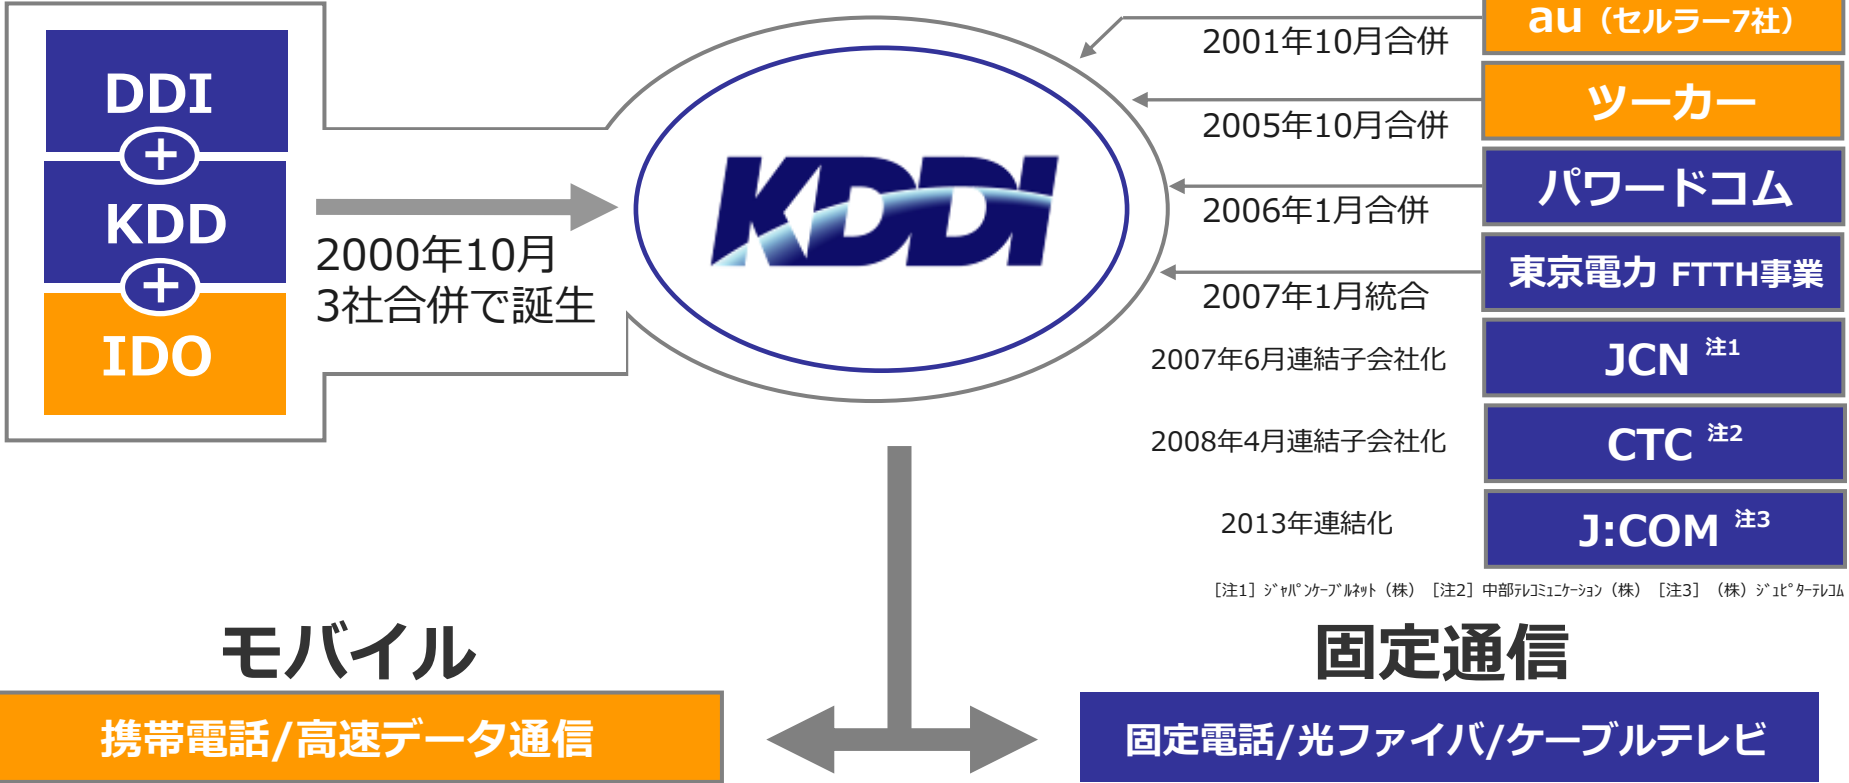 DDI
+
KDD
+
IDO
2000年10月
3社合併で誕生
KDDI
au（セルラー7社）
2001年10月合併
ツーカー
2005年10月合併
パワードコム
2006年1月合併
東京電力 FTTH事業
2007年1月統合
JCN 注1
2007年6月連結子会社化
CTC 注2
2008年4月連結子会社化
J:COM 注3
2013年連結化
［注1］ｼﾞｬﾊﾟﾝｹｰﾌﾞﾙﾈｯﾄ（株）［注2］中部ﾃﾚｺﾐｭﾆｹｰｼｮﾝ（株）［注3］（株）ｼﾞｭﾋﾟﾀｰﾃﾚｺﾑ
モバイル
固定通信
携帯電話/高速データ通信
固定電話/光ファイバ/ケーブルテレビ